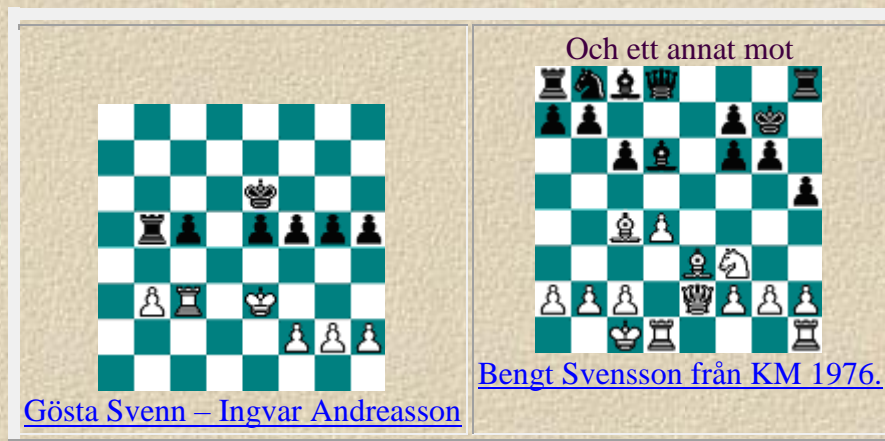 Gösta Svenn – Ingvar Andreasson
Och ett annat mot
Bengt Svensson från KM 1976.